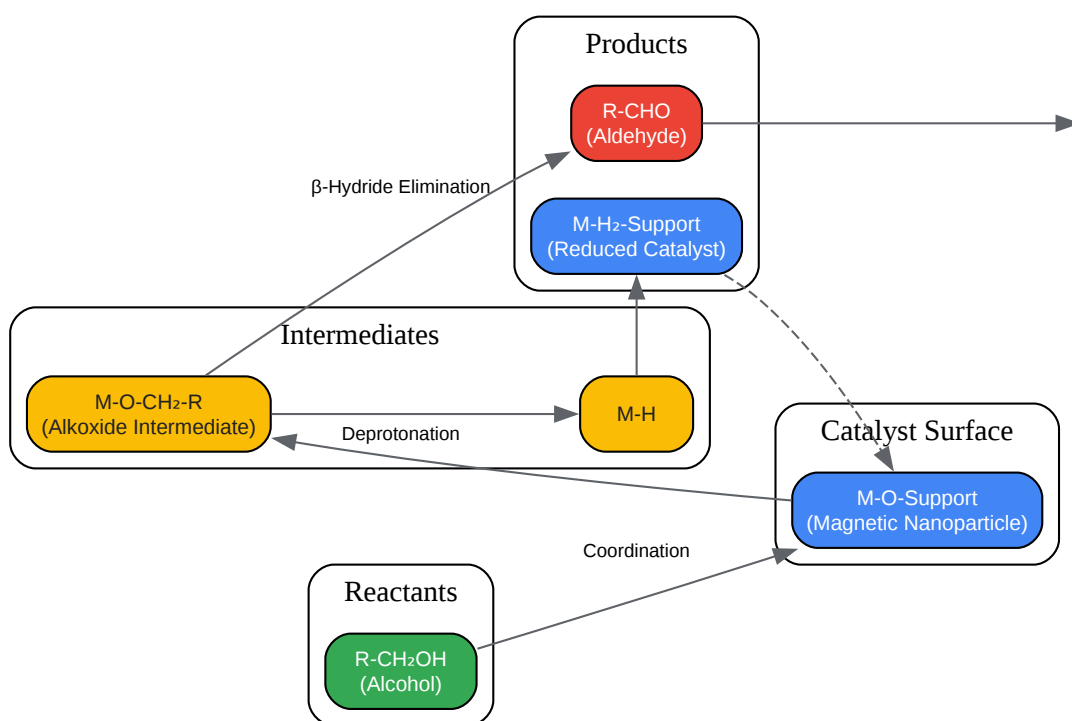 Products
R-CHO
(Aldehyde)
β-Hydride Elimination
M-H₂-Support
(Reduced Catalyst)
Intermediates
M-O-CH₂-R
(Alkoxide Intermediate)
M-H
Deprotonation
Catalyst Surface
M-O-Support
(Magnetic Nanoparticle)
Coordination
Reactants
R-CH₂OH
(Alcohol)